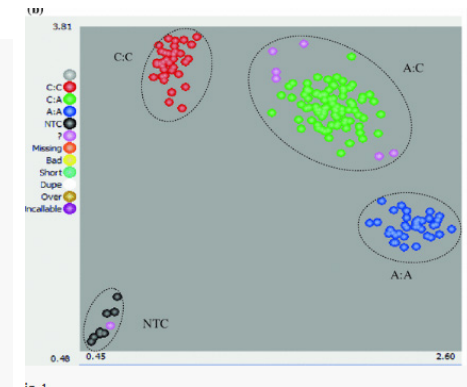 (b)
3.81
C:C
A:C
C:C
C:A
A:A
NTC
?
Missing
Bad
Short
Dupe
Over
Incallable
A:A
NTC
0.48
0.45
2.60